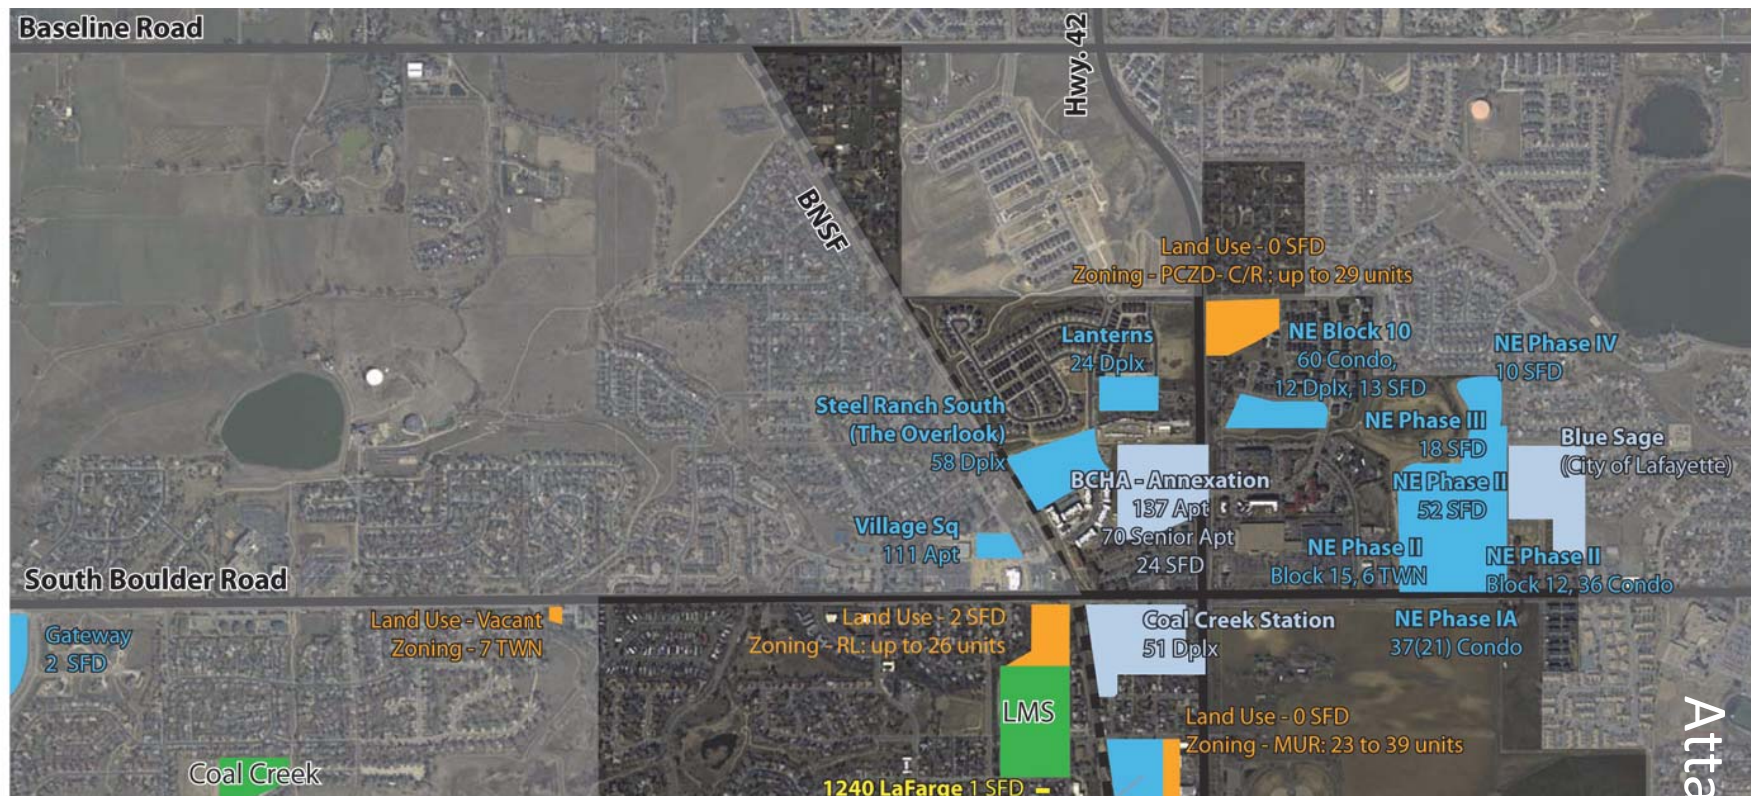 Baseline Road
Hwy. 42
BNSF
Land Use - 0 SFD
Zoning - PCZD- C/R : up to 29 units
Lanterns
24 Dplx
NE Block 10
60 Condo,
12 Dplx, 13 SFD
NE Phase IV
10 SFD
Steel Ranch South
(The Overlook)
58 Dplx
NE Phase III
18 SFD
Blue Sage
(City of Lafayette)
BCHA - Annexation
137 Apt
70 Senior Apt
24 SFD
NE Phase II
52 SFD
Village Sq
111 Apt
NE Phase II
Block 15, 6 TWN
NE Phase II
Block 12, 36 Condo
South Boulder Road
Gateway
2 SFD
Land Use - Vacant
Zoning - 7 TWN
Land Use - 2 SFD
Zoning - RL: up to 26 units
Coal Creek Station
51 Dplx
NE Phase IA
37(21) Condo
LMS
Land Use - 0 SFD
Zoning - MUR: 23 to 39 units
Coal Creek
1240 LaFarge 1 SFD
Atta